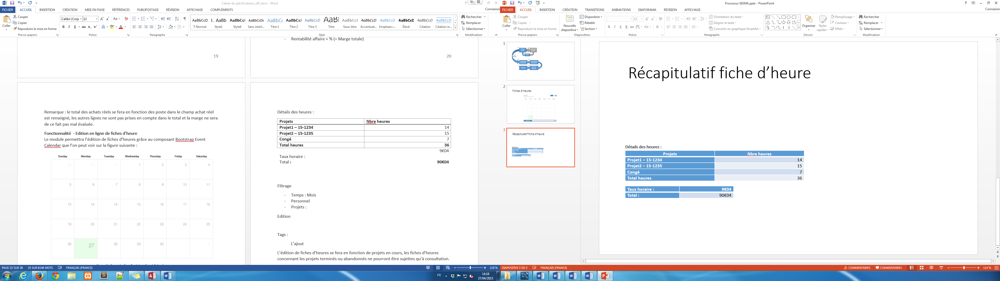 Cahier de spécifications_v01.docx - Word
Connexion
FICHIER ACCUEIL INSERTION CRÉATION MISE EN PAGE RÉFÉRENCES PUBLIPOSTAGE RÉVISION AFFICHAGE COMPLÉMENTS
Coller
Couper
Copier
Reproduire la mise en forme
Presse-papiers
Calibri (Corp 12
G I S abc
Police
Paragraphe
AaBbCcD I. AaBb AaBbCcI AaBbCcDc AaBbCc AaBbCcI AaBbCcD AaBl AaBbCcI AaBbCcD AaBbCcD AaBbCcD AaBbCcD AaBbCcD
¶ Normal Style1 Style4 Sans interl... Titre 1 Titre 2 Titre 3 Titre Sous-titre Accentuat... Emphase i... Élevé Citation Citation in...
Style
Rechercher
Remplacer
Sélectionner
Modification
- Rentabilité affaire + % (= Marge totale)
19
20
Remarque : le total des achats réels se fera en fonction des poste dans le champ achat réel
est renseigné, les autres lignes ne sont pas prises en compte dans le total et la marge ne sera
de ce fait pas mal évaluée.
Fonctionnalité - Edition en ligne de fiches d'heure
Le module permettra l'édition de fiches d'heures grâce au composant Bootstrap Event
Calendar que l'on peut voir sur la figure suivante :
Sunday Monday Tuesday Wednesday Thursday Friday Saturday
1 2 3 4
5 6 7 8 9 10 11
12 13 14 15 16 17 18
19 20 21 22 23 24 25
26 27 28 29 30 1 2
Détails des heures :
Projets Nbre heures
Projet1 – 15-1234 14
Projet2 – 15-1235 15
Congé 7
Total heures 36
9€04
Taux horaire :
Total : 90€04
Filtrage
- Temps : Mois
- Personnel
- Projets :
Edition
Tags :
L'ajout
L'édition de fiches d'heures se fera en fonction de projets en cours, les fiches d'heures
concernant les projets terminés ou abandonnés ne pourront être sujettes qu'à consultation.
PAGE 22 SUR 28 25 SUR 6146 MOTS FRANÇAIS (FRANCE) 110 %
Processus SIGMA.pptx - PowerPoint
Connexion
FICHIER ACCUEIL INSERTION CRÉATION TRANSITIONS ANIMATIONS DIAPORAMA RÉVISION AFFICHAGE
Coller
Couper
Copier
Reproduire la mise en forme
Presse-papiers
Nouvelle
diapositive
Disposition
Rétablir
Section
Diapositives
12
G I S S abc AV Aa A
Police
Orientation du texte
Aligner le texte
Convertir en graphique SmartArt
Paragraphe
Organiser
Styles
rapides
Remplissage
Contour
Effets
Dessin
Rechercher
Remplacer
Sélectionner
Modification
1
2
Fiches d'heures
3
Récapitulatif fiche d'heure
Récapitulatif fiche d'heure
Détails des heures :
Projets Nbre heures
Projet1 – 15-1234 14
Projet2 – 15-1235 15
Congé 7
Total heures 36
Taux horaire : 9€04
Total : 90€04
DIAPOSITIVE 3 DE 3 FRANÇAIS (FRANCE) COMMENTAIRES COMMENTAIRES 114 %
FR
14:18
27/04/2015